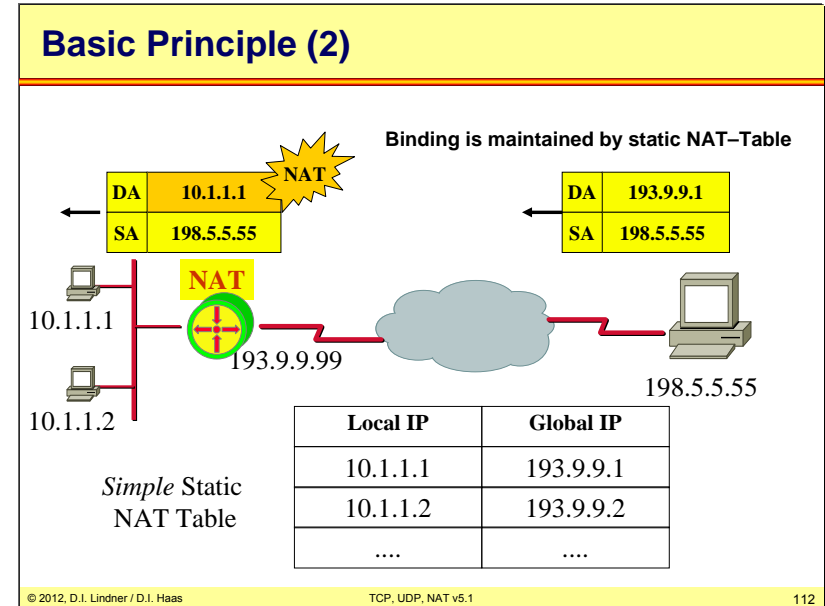 Basic Principle (2)
Binding is maintained by static NAT–Table
NAT
DA 10.1.1.1
SA 198.5.5.55
DA 193.9.9.1
SA 198.5.5.55
NAT
10.1.1.1
193.9.9.99
198.5.5.55
10.1.1.2
Simple Static
NAT Table
Local IP Global IP
10.1.1.1 193.9.9.1
10.1.1.2 193.9.9.2
.... ....
© 2012, D.I. Lindner / D.I. Haas TCP, UDP, NAT v5.1 112